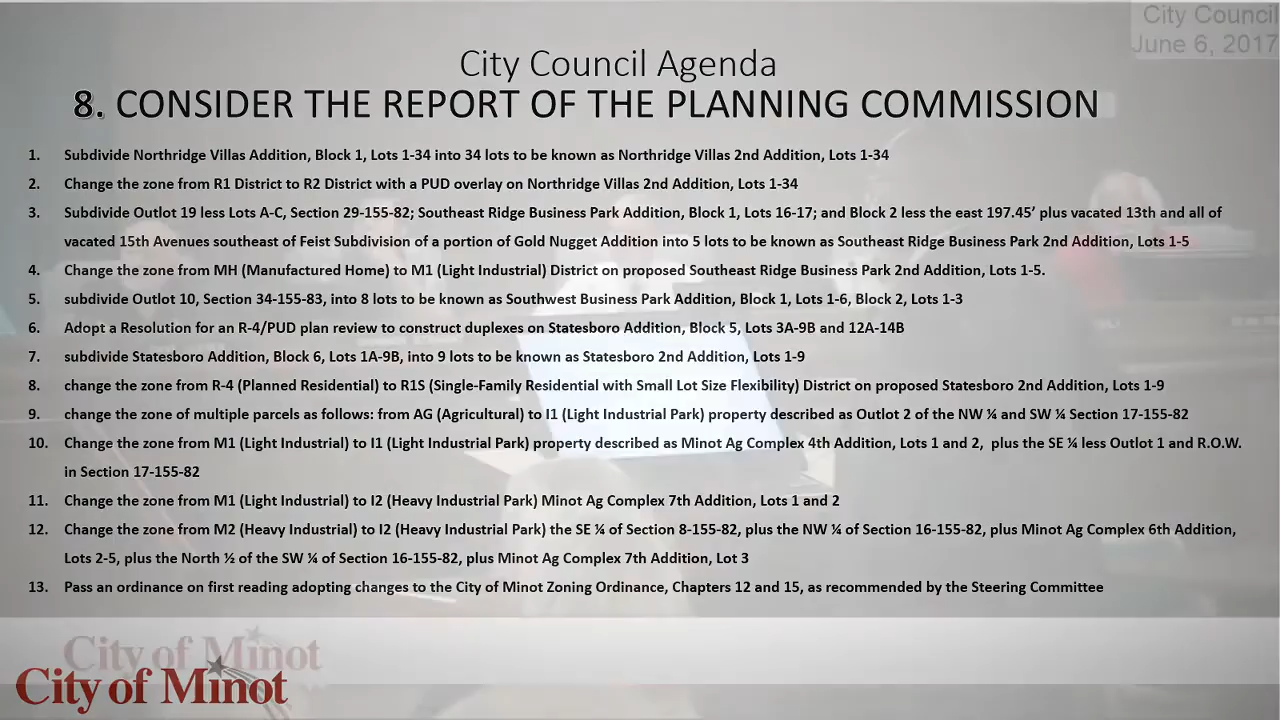 City Council
June 6, 2017
City Council Agenda
8. CONSIDER THE REPORT OF THE PLANNING COMMISSION
1. Subdivide Northridge Villas Addition, Block 1, Lots 1-34 into 34 lots to be known as Northridge Villas 2nd Addition, Lots 1-34
2. Change the zone from R1 District to R2 District with a PUD overlay on Northridge Villas 2nd Addition, Lots 1-34
3. Subdivide Outlot 19 less Lots A-C, Section 29-155-82; Southeast Ridge Business Park Addition, Block 1, Lots 16-17; and Block 2 less the east 197.45’ plus vacated 13th and all of
vacated 15th Avenues southeast of Feist Subdivision of a portion of Gold Nugget Addition into 5 lots to be known as Southeast Ridge Business Park 2nd Addition, Lots 1-5
4. Change the zone from MH (Manufactured Home) to M1 (Light Industrial) District on proposed Southeast Ridge Business Park 2nd Addition, Lots 1-5.
5. subdivide Outlot 10, Section 34-155-83, into 8 lots to be known as Southwest Business Park Addition, Block 1, Lots 1-6, Block 2, Lots 1-3
6. Adopt a Resolution for an R-4/PUD plan review to construct duplexes on Statesboro Addition, Block 5, Lots 3A-9B and 12A-14B
7. subdivide Statesboro Addition, Block 6, Lots 1A-9B, into 9 lots to be known as Statesboro 2nd Addition, Lots 1-9
8. change the zone from R-4 (Planned Residential) to R1S (Single-Family Residential with Small Lot Size Flexibility) District on proposed Statesboro 2nd Addition, Lots 1-9
9. change the zone of multiple parcels as follows: from AG (Agricultural) to I1 (Light Industrial Park) property described as Outlot 2 of the NW ¼ and SW ¼ Section 17-155-82
10. Change the zone from M1 (Light Industrial) to I1 (Light Industrial Park) property described as Minot Ag Complex 4th Addition, Lots 1 and 2, plus the SE ¼ less Outlot 1 and R.O.W.
in Section 17-155-82
11. Change the zone from M1 (Light Industrial) to I2 (Heavy Industrial Park) Minot Ag Complex 7th Addition, Lots 1 and 2
12. Change the zone from M2 (Heavy Industrial) to I2 (Heavy Industrial Park) the SE ¼ of Section 8-155-82, plus the NW ¼ of Section 16-155-82, plus Minot Ag Complex 6th Addition,
Lots 2-5, plus the North ½ of the SW ¼ of Section 16-155-82, plus Minot Ag Complex 7th Addition, Lot 3
13. Pass an ordinance on first reading adopting changes to the City of Minot Zoning Ordinance, Chapters 12 and 15, as recommended by the Steering Committee
City of Minot
City of Minot